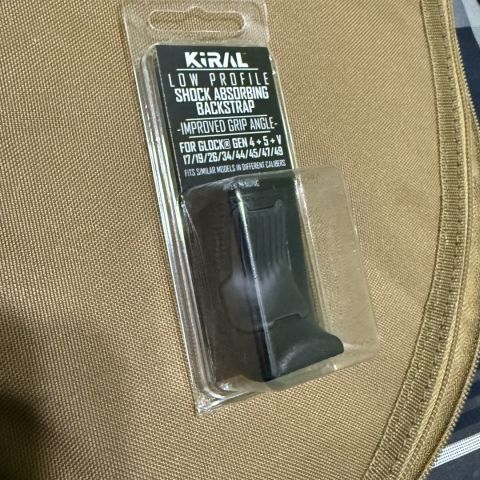 KiRAL
LOW PROFILE
SHOCK ABSORBING
BACKSTRAP
-IMPROVED GRIP ANGLE-
FOR GLOCK® GEN 4 + 5 + V
17/19/26/34/44/45/47/49
FITS SIMILAR MODELS IN DIFFERENT CALIBERS